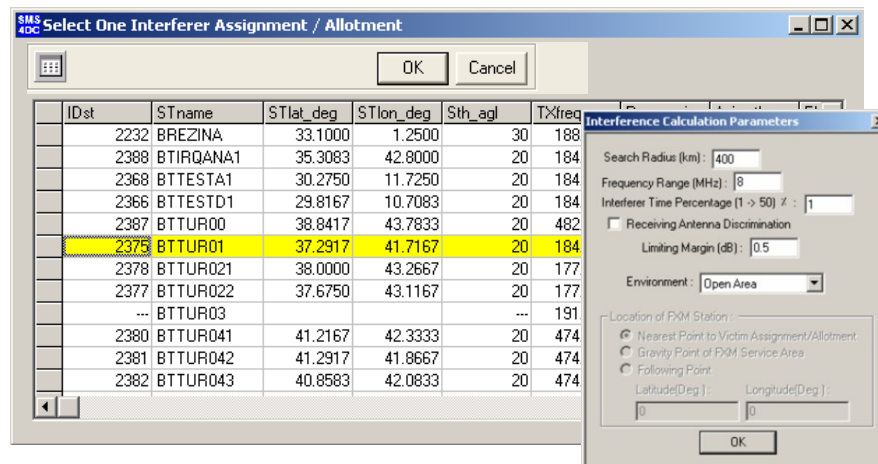 SMS 4DC Select One Interferer Assignment / Allotment
OK Cancel
IDst STname STlat_deg STlon_deg Sth_agl TXfreq
2232 BREZINA 33.1000 1.2500 30 188
2388 BTIRQANA1 35.3083 42.8000 20 184
2368 BTTESTA1 30.2750 11.7250 20 184
2366 BTTESTD1 29.8167 10.7083 20 184
2387 BTTUR00 38.8417 43.7833 20 482
2375 BTTUR01 37.2917 41.7167 20 184
2378 BTTUR021 38.0000 43.2667 20 177
2377 BTTUR022 37.6750 43.1167 20 177
--- BTTUR03 --- 191
2380 BTTUR041 41.2167 42.3333 20 474
2381 BTTUR042 41.2917 41.8667 20 474
2382 BTTUR043 40.8583 42.0833 20 474
Interference Calculation Parameters
Search Radius (km) : 400
Frequency Range (MHz) : 8
Interferer Time Percentage (1 -> 50) % : 1
Receiving Antenna Discrimination
Limiting Margin (dB) : 0.5
Environment : Open Area
Location of FXM Station :
Nearest Point to Victim Assignment/Allotment
Gravity Point of FXM Service Area
Following Point
Latitude(Deg.) : Longitude(Deg.) :
0 0
OK